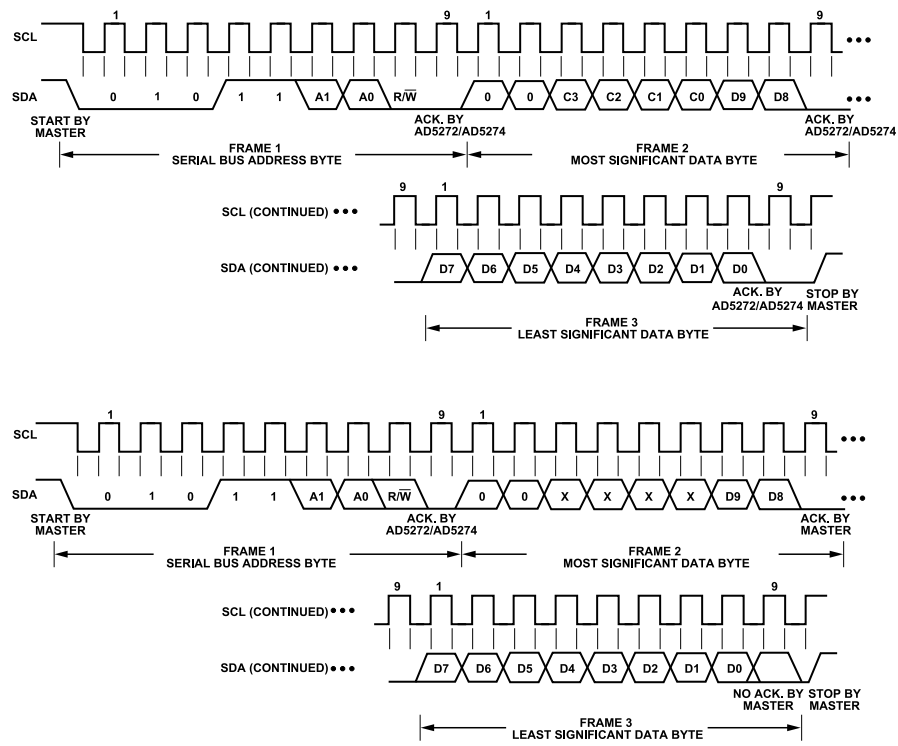 1 9 1 9
SCL •••
SDA 0 1 0 1 1 A1 A0 R/W̅ 0 0 C3 C2 C1 C0 D9 D8 •••
START BY MASTER
ACK. BY AD5272/AD5274
ACK. BY AD5272/AD5274
FRAME 1
SERIAL BUS ADDRESS BYTE
FRAME 2
MOST SIGNIFICANT DATA BYTE
9 1 9
SCL (CONTINUED) •••
SDA (CONTINUED) ••• D7 D6 D5 D4 D3 D2 D1 D0
ACK. BY AD5272/AD5274
STOP BY MASTER
FRAME 3
LEAST SIGNIFICANT DATA BYTE
1 9 1 9
SCL •••
SDA 0 1 0 1 1 A1 A0 R/W̅ 0 0 X X X X D9 D8 •••
START BY MASTER
ACK. BY AD5272/AD5274
ACK. BY MASTER
FRAME 1
SERIAL BUS ADDRESS BYTE
FRAME 2
MOST SIGNIFICANT DATA BYTE
9 1 9
SCL (CONTINUED) •••
SDA (CONTINUED) ••• D7 D6 D5 D4 D3 D2 D1 D0
NO ACK. BY MASTER
STOP BY MASTER
FRAME 3
LEAST SIGNIFICANT DATA BYTE